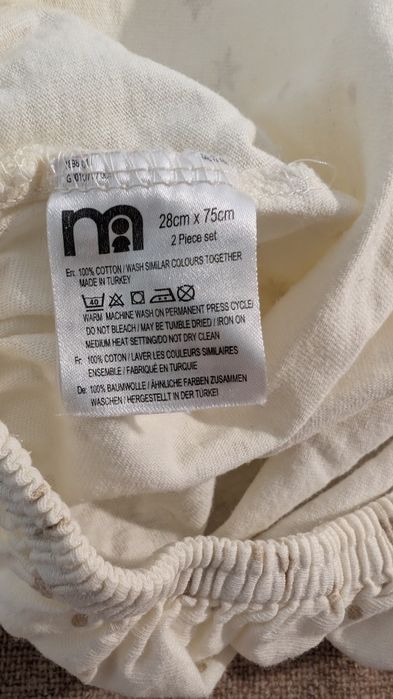 28cm x 75cm
2 Piece set
En: 100% COTTON / WASH SIMILAR COLOURS TOGETHER
MADE IN TURKEY
40
WARM MACHINE WASH ON PERMANENT PRESS CYCLE/
DO NOT BLEACH / MAY BE TUMBLE DRIED / IRON ON
MEDIUM HEAT SETTING/DO NOT DRY CLEAN
Fr: 100% COTON / LAVER LES COULEURS SIMILAIRES
ENSEMBLE / FABRIQUÉ EN TURQUIE
De: 100% BAUMWOLLE / ÄHNLICHE FARBEN ZUSAMMEN
WASCHEN / HERGESTELLT IN DER TURKEI